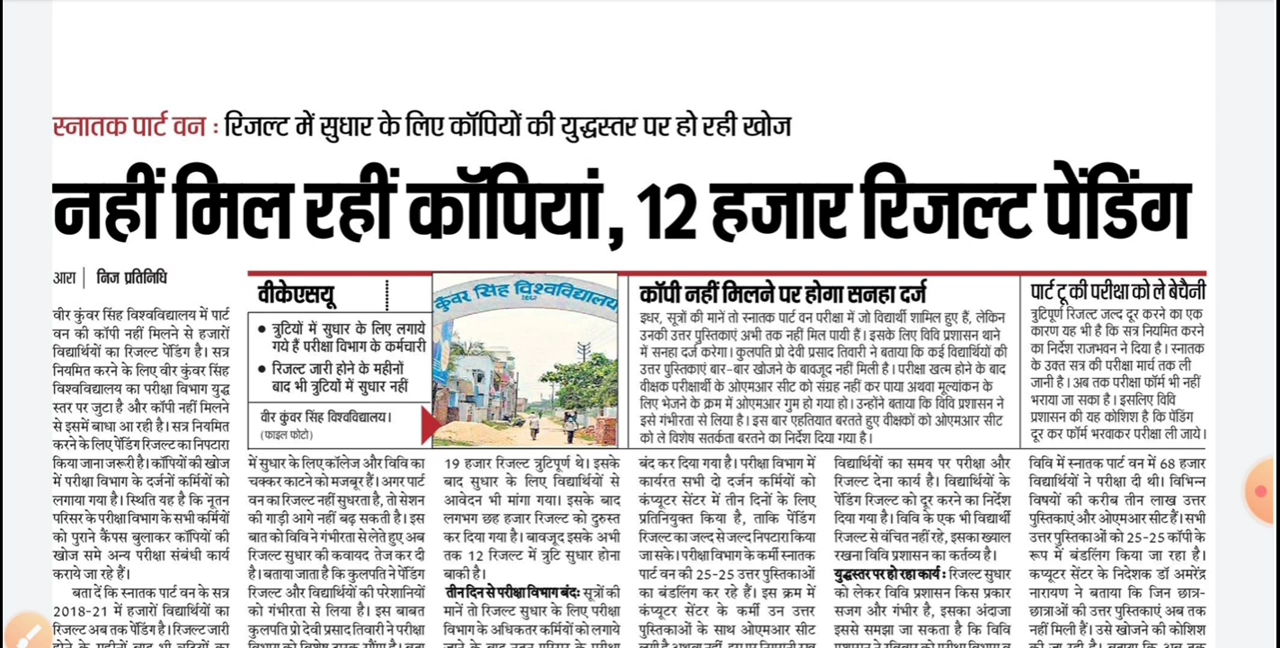 स्नातक पार्ट वन : रिजल्ट में सुधार के लिए कॉपियों की युद्धस्तर पर हो रही खोज
नहीं मिल रहीं कॉपियां, 12 हजार रिजल्ट पेंडिंग
आरा | निज प्रतिनिधि
वीर कुंवर सिंह विश्वविद्यालय में पार्ट
वन की कॉपी नहीं मिलने से हजारों
विद्यार्थियों का रिजल्ट पेंडिंग है। सत्र
नियमित करने के लिए वीर कुंवर सिंह
विश्वविद्यालय का परीक्षा विभाग युद्ध
स्तर पर जुटा है और कॉपी नहीं मिलने
से इसमें बाधा आ रही है। सत्र नियमित
करने के लिए पेंडिंग रिजल्ट का निपटारा
किया जाना जरूरी है। कॉपियों की खोज
में परीक्षा विभाग के दर्जनों कर्मियों को
लगाया गया है। स्थिति यह है कि नूतन
परिसर के परीक्षा विभाग के सभी कर्मियों
को पुराने कैंपस बुलाकर कॉपियों की
खोज समे अन्य परीक्षा संबंधी कार्य
कराये जा रहे हैं।
बता दें कि स्नातक पार्ट वन के सत्र
2018-21 में हजारों विद्यार्थियों का
रिजल्ट अब तक पेंडिंग है। रिजल्ट जारी
होने के महीनों बाद भी त्रुटियों का
वीकेएसयू
● त्रुटियों में सुधार के लिए लगाये
गये हैं परीक्षा विभाग के कर्मचारी
● रिजल्ट जारी होने के महीनों
बाद भी त्रुटियों में सुधार नहीं
वीर कुंवर सिंह विश्वविद्यालय।
(फाइल फोटो)
कुँवर सिंह विश्वविद्यालय
कॉपी नहीं मिलने पर होगा सनहा दर्ज
इधर, सूत्रों की मानें तो स्नातक पार्ट वन परीक्षा में जो विद्यार्थी शामिल हुए हैं, लेकिन
उनकी उत्तर पुस्तिकाएं अभी तक नहीं मिल पायी हैं। इसके लिए विवि प्रशासन थाने
में सनहा दर्ज करेगा। कुलपति प्रो देवी प्रसाद तिवारी ने बताया कि कई विद्यार्थियों की
उत्तर पुस्तिकाएं बार-बार खोजने के बावजूद नहीं मिली है। परीक्षा खत्म होने के बाद
वीक्षक परीक्षार्थी के ओएमआर सीट को संग्रह नहीं कर पाया अथवा मूल्यांकन के
लिए भेजने के क्रम में ओएमआर गुम हो गया हो। उन्होंने बताया कि विवि प्रशासन ने
इसे गंभीरता से लिया है। इस बार एहतियात बरतते हुए वीक्षकों को ओएमआर सीट
को ले विशेष सतर्कता बरतने का निर्देश दिया गया है।
पार्ट टू की परीक्षा को ले बेचैनी
त्रुटिपूर्ण रिजल्ट जल्द दूर करने का एक
कारण यह भी है कि सत्र नियमित करने
का निर्देश राजभवन ने दिया है। स्नातक
के उक्त सत्र की परीक्षा मार्च तक ली
जानी है। अब तक परीक्षा फॉर्म भी नहीं
भराया जा सका है। इसलिए विवि
प्रशासन की यह कोशिश है कि पेंडिंग
दूर कर फॉर्म भरवाकर परीक्षा ली जाये।
में सुधार के लिए कॉलेज और विवि का
चक्कर काटने को मजबूर हैं। अगर पार्ट
वन का रिजल्ट नहीं सुधरता है, तो सेशन
की गाड़ी आगे नहीं बढ़ सकती है। इस
बात को विवि ने गंभीरता से लेते हुए अब
रिजल्ट सुधार की कवायद तेज कर दी
है। बताया जाता है कि कुलपति ने पेंडिंग
रिजल्ट और विद्यार्थियों की परेशानियों
को गंभीरता से लिया है। इस बाबत
कुलपति प्रो देवी प्रसाद तिवारी ने परीक्षा
19 हजार रिजल्ट त्रुटिपूर्ण थे। इसके
बाद सुधार के लिए विद्यार्थियों से
आवेदन भी मांगा गया। इसके बाद
लगभग छह हजार रिजल्ट को दुरुस्त
कर दिया गया है। बावजूद इसके अभी
तक 12 रिजल्ट में त्रुटि सुधार होना
बाकी है।
तीन दिन से परीक्षा विभाग बंद: सूत्रों की
मानें तो रिजल्ट सुधार के लिए परीक्षा
विभाग के अधिकतर कर्मियों को लगाये
जाने के बाद नूतन परिसर के परीक्षा
बंद कर दिया गया है। परीक्षा विभाग में
कार्यरत सभी दो दर्जन कर्मियों को
कंप्यूटर सेंटर में तीन दिनों के लिए
प्रतिनियुक्त किया है, ताकि पेंडिंग
रिजल्ट का जल्द से जल्द निपटारा किया
जा सके। परीक्षा विभाग के कर्मी स्नातक
पार्ट वन की 25-25 उत्तर पुस्तिकाओं
का बंडलिंग कर रहे हैं। इस क्रम में
कंप्यूटर सेंटर के कर्मी उन उत्तर
पुस्तिकाओं के साथ ओएमआर सीट
विद्यार्थियों का समय पर परीक्षा और
रिजल्ट देना कार्य है। विद्यार्थियों के
पेंडिंग रिजल्ट को दूर करने का निर्देश
दिया गया है। विवि के एक भी विद्यार्थी
रिजल्ट से वंचित नहीं रहे, इसका ख्याल
रखना विवि प्रशासन का कर्तव्य है।
युद्धस्तर पर हो रहा कार्य : रिजल्ट सुधार
को लेकर विवि प्रशासन किस प्रकार
सजग और गंभीर है, इसका अंदाजा
इससे समझा जा सकता है कि विवि
विवि में स्नातक पार्ट वन में 68 हजार
विद्यार्थियों ने परीक्षा दी थी। विभिन्न
विषयों की करीब तीन लाख उत्तर
पुस्तिकाएं और ओएमआर सीट हैं। सभी
उत्तर पुस्तिकाओं को 25-25 कॉपी के
रूप में बंडलिंग किया जा रहा है।
कप्यूटर सेंटर के निदेशक डॉ अमरेंद्र
नारायण ने बताया कि जिन छात्र-
छात्राओं की उत्तर पुस्तिकाएं अब तक
नहीं मिली हैं। उसे खोजने की कोशिश